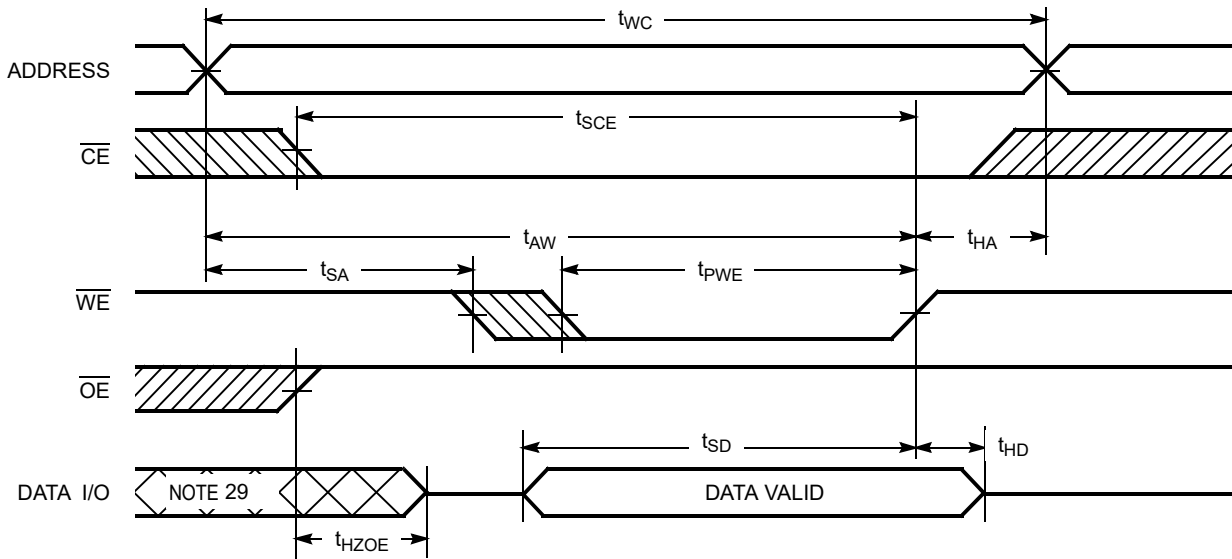 tWC
ADDRESS
tSCE
CE
tAW
tHA
tSA
tPWE
WE
OE
tSD
tHD
DATA I/O
NOTE 29
DATA VALID
tHZOE